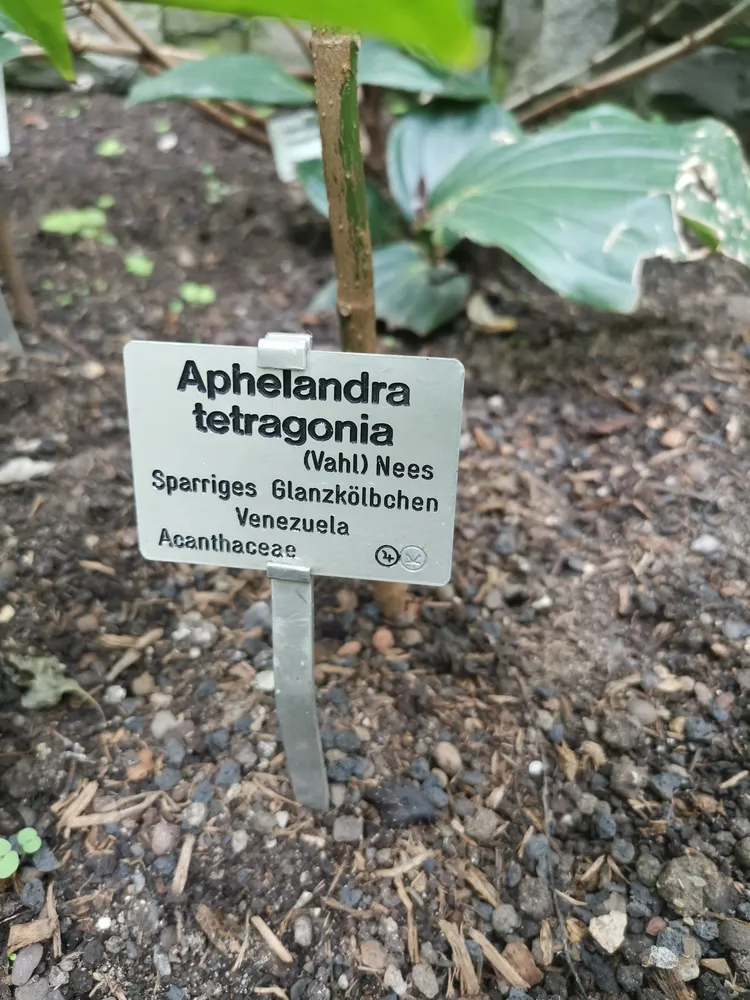 Aphelandra
tetragonia
(Vahl) Nees
Sparriges Glanzkölbchen
Venezuela
Acanthaceae